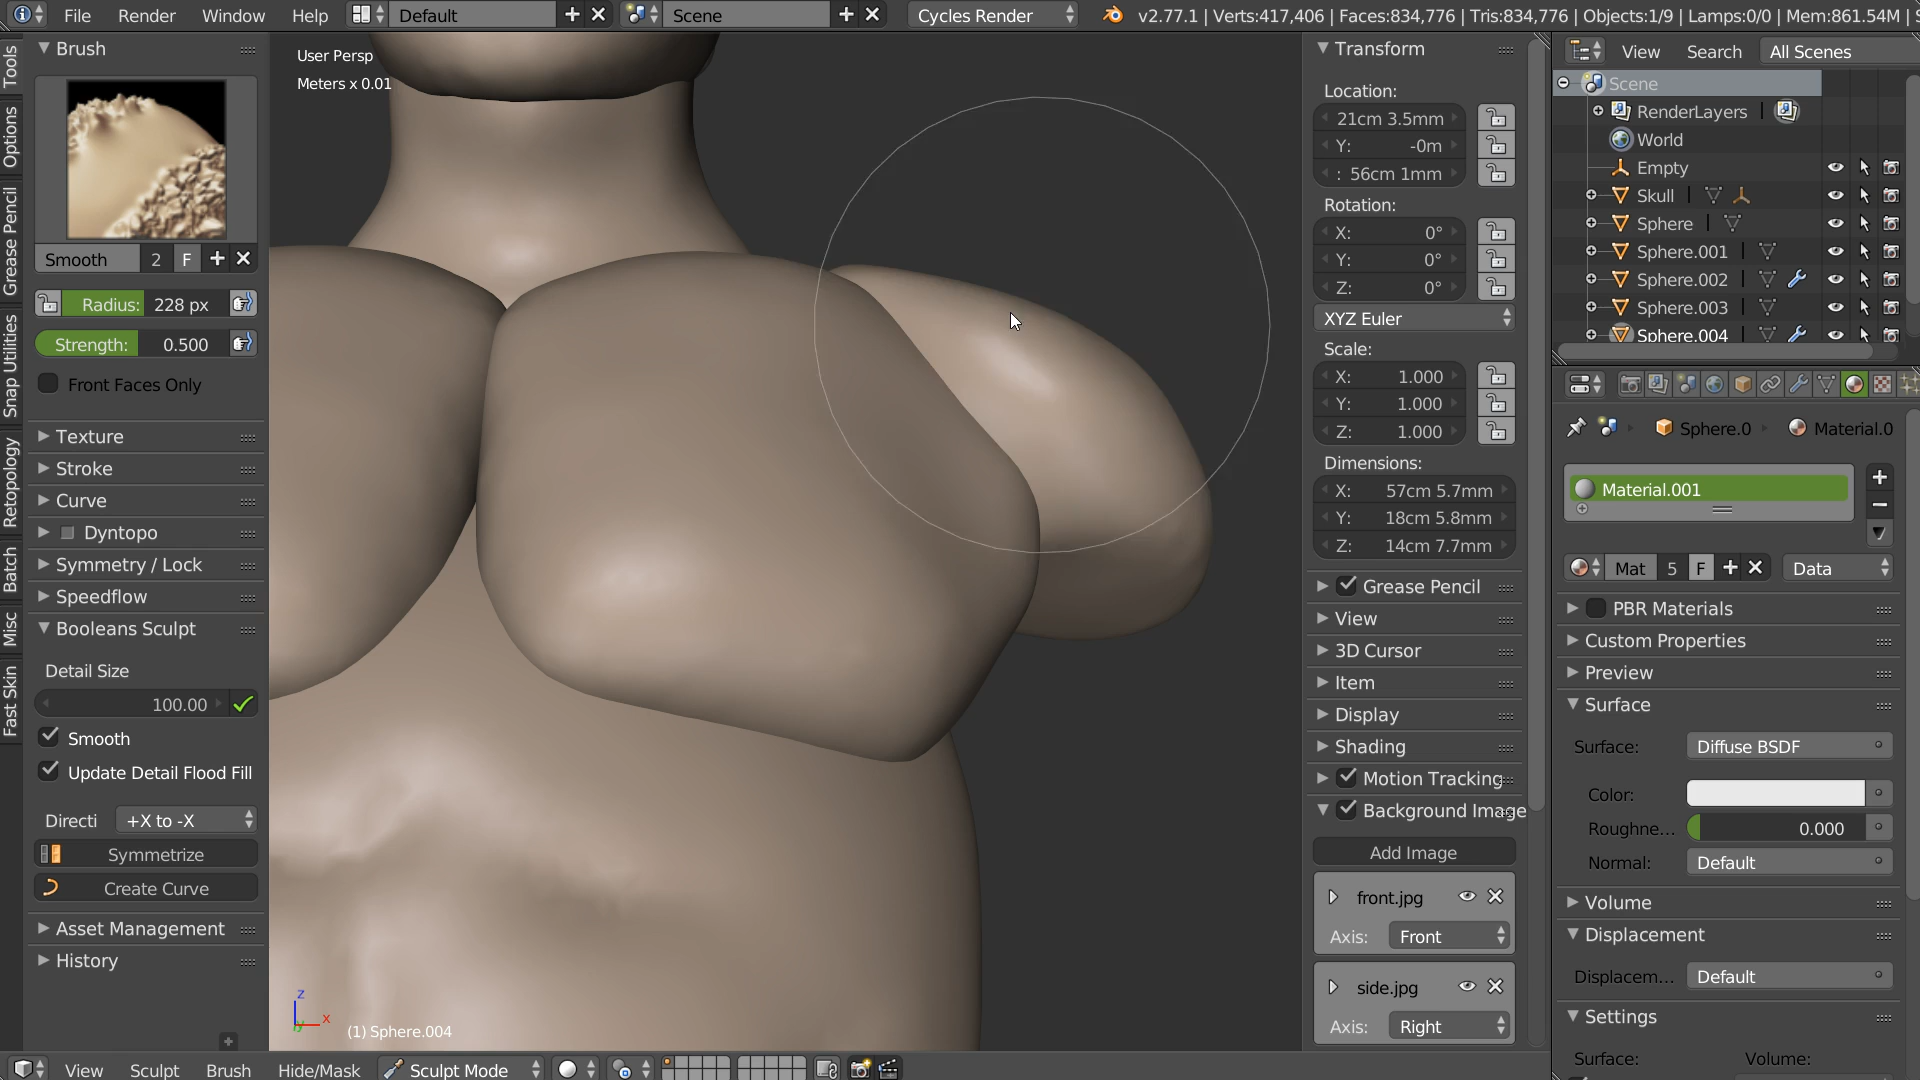 File Render Window Help Default Scene Cycles Render v2.77.1 | Verts:417,406 | Faces:834,776 | Tris:834,776 | Objects:1/9 | Lamps:0/0 | Mem:861.54M |
Tools
Options
Grease Pencil
Snap Utilities
Retopology
Batch
Misc
Fast Skin
Brush
Smooth 2 F
Radius: 228 px
Strength: 0.500
Front Faces Only
Texture
Stroke
Curve
Dyntopo
Symmetry / Lock
Speedflow
Booleans Sculpt
Detail Size
100.00
Smooth
Update Detail Flood Fill
Directi +X to -X
Symmetrize
Create Curve
Asset Management
History
User Persp
Meters x 0.01
z
x
y
(1) Sphere.004
View Sculpt Brush Hide/Mask Sculpt Mode
Transform
Location:
21cm 3.5mm
Y: -0m
: 56cm 1mm
Rotation:
X: 0°
Y: 0°
Z: 0°
XYZ Euler
Scale:
X: 1.000
Y: 1.000
Z: 1.000
Dimensions:
X: 57cm 5.7mm
Y: 18cm 5.8mm
Z: 14cm 7.7mm
Grease Pencil
View
3D Cursor
Item
Display
Shading
Motion Tracking
Background Image
Add Image
front.jpg
Axis: Front
side.jpg
Axis: Right
View Search All Scenes
Scene
RenderLayers
World
Empty
Skull
Sphere
Sphere.001
Sphere.002
Sphere.003
Sphere.004
Sphere.0 Material.0
Material.001
Mat 5 F Data
PBR Materials
Custom Properties
Preview
Surface
Surface: Diffuse BSDF
Color:
Roughne... 0.000
Normal: Default
Volume
Displacement
Displacem... Default
Settings
Surface: Volume: